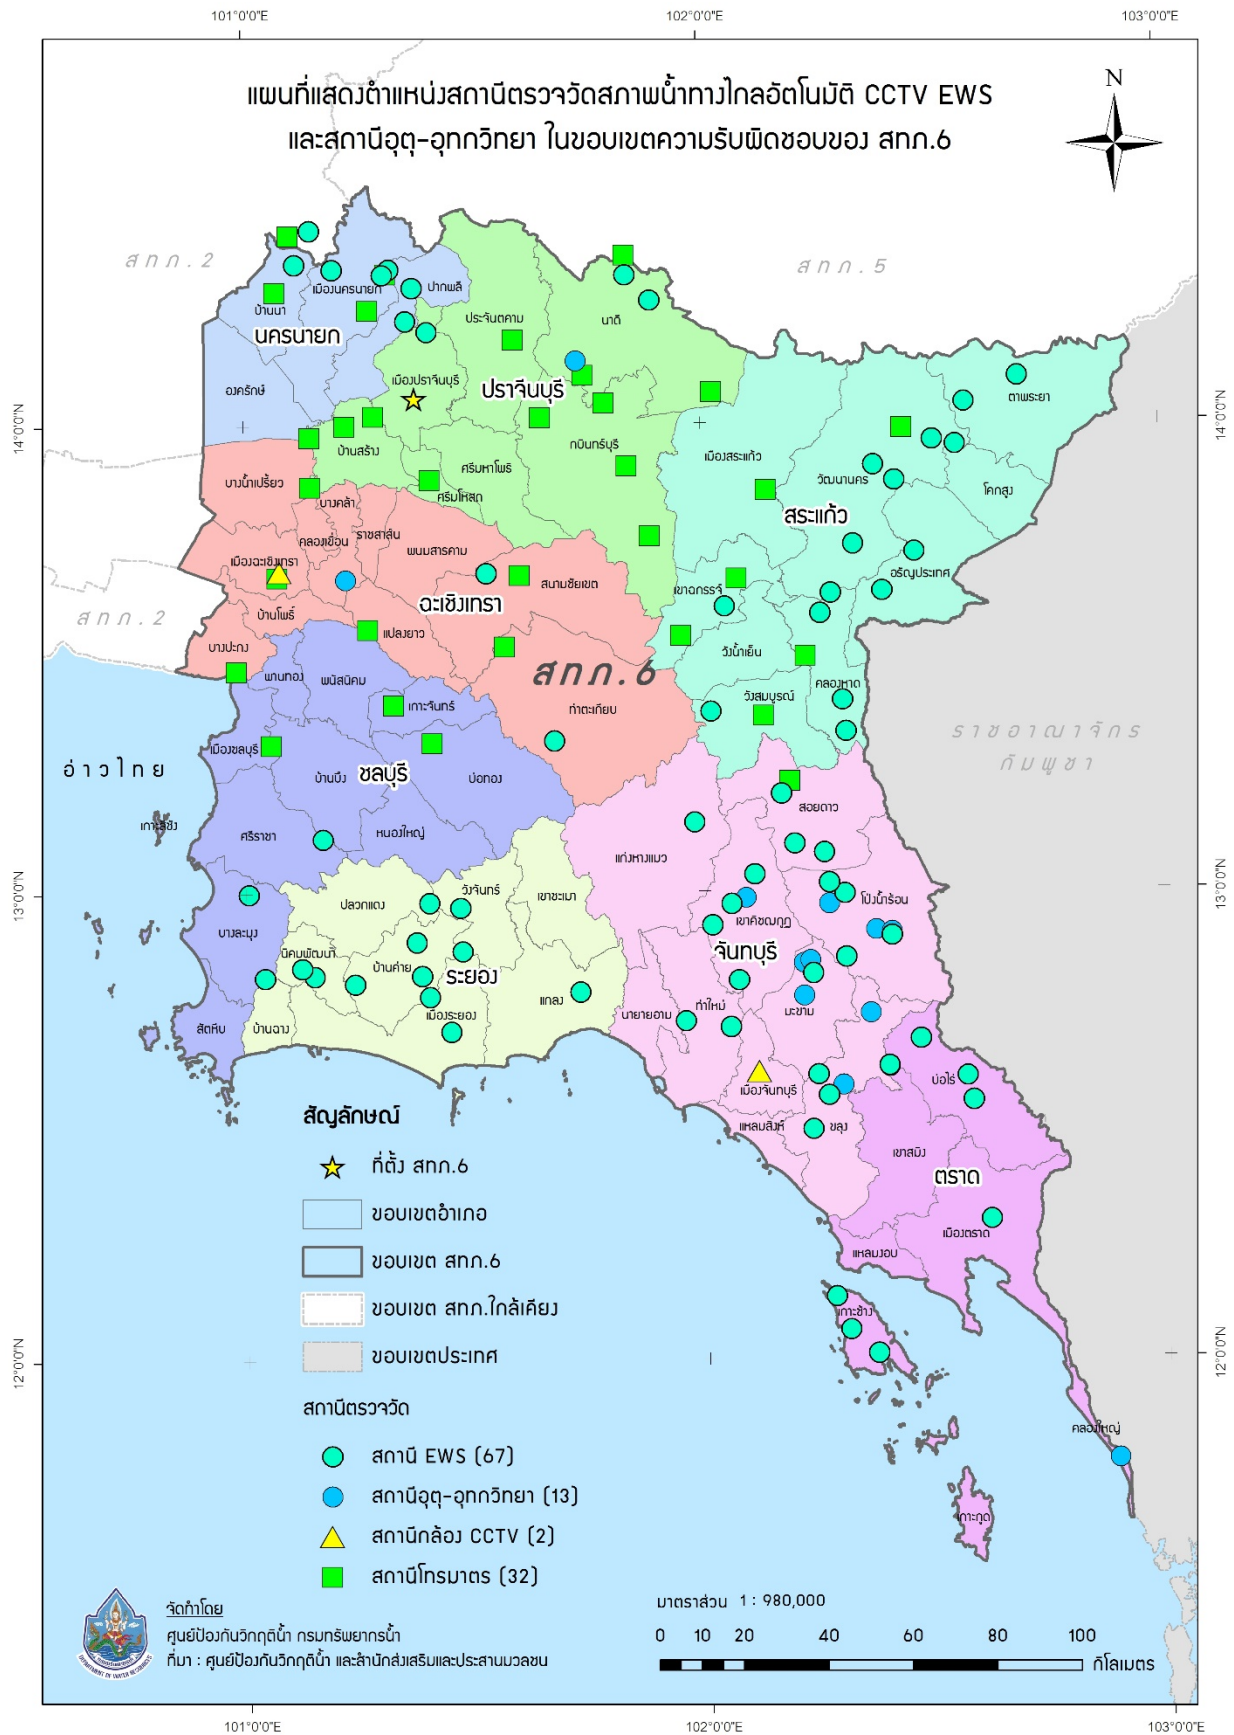 101°0'0"E
102°0'0"E
103°0'0"E
แผนที่แสดงตำแหน่งสถานีตรวจวัดสภาพน้ำทางไกลอัตโนมัติ CCTV EWS
และสถานีอุตุ-อุทกวิทยา ในขอบเขตความรับผิดชอบของ สทภ.6
N
สทภ.2
สทภ.5
เมืองนครนายก
ปากพลี
บ้านนา
นครนายก
องครักษ์
ประจันตคาม
นาดี
เมืองปราจีนบุรี
ปราจีนบุรี
บ้านสร้าง
ศรีมหาโพธิ
ศรีมโหสถ
กบินทร์บุรี
14°0'0"N
14°0'0"N
ตาพระยา
เมืองสระแก้ว
วัฒนานคร
โคกสูง
สระแก้ว
อรัญประเทศ
เขาฉกรรจ์
วังน้ำเย็น
คลองหาด
วังสมบูรณ์
บางน้ำเปรี้ยว
บางคล้า
คลองเขื่อน
ราชสาส์น
พนมสารคาม
เมืองฉะเชิงเทรา
สนามชัยเขต
ฉะเชิงเทรา
บ้านโพธิ์
แปลงยาว
บางปะกง
ท่าตะเกียบ
สทภ.2
สทภ.6
พานทอง
พนัสนิคม
เกาะจันทร์
เมืองชลบุรี
ชลบุรี
บ้านบึง
บ่อทอง
อ่าวไทย
เกาะสีชัง
ศรีราชา
หนองใหญ่
บางละมุง
สัตหีบ
ราชอาณาจักร
กัมพูชา
13°0'0"N
13°0'0"N
ปลวกแดง
วังจันทร์
เขาชะเมา
นิคมพัฒนา
บ้านค่าย
ระยอง
แกลง
บ้านฉาง
เมืองระยอง
สอยดาว
แก่งหางแมว
โป่งน้ำร้อน
เขาคิชฌกูฏ
จันทบุรี
นายายอาม
ท่าใหม่
มะขาม
เมืองจันทบุรี
แหลมสิงห์
ขลุง
บ่อไร่
เขาสมิง
ตราด
เมืองตราด
แหลมงอบ
เกาะช้าง
คลองใหญ่
เกาะกูด
12°0'0"N
12°0'0"N
สัญลักษณ์
ที่ตั้ง สทภ.6
ขอบเขตอำเภอ
ขอบเขต สทภ.6
ขอบเขต สทภ.ใกล้เคียง
ขอบเขตประเทศ
สถานีตรวจวัด
สถานี EWS (67)
สถานีอุตุ-อุทกวิทยา (13)
สถานีกล้อง CCTV (2)
สถานีโทรมาตร (32)
จัดทำโดย
ศูนย์ป้องกันวิกฤติน้ำ กรมทรัพยากรน้ำ
ที่มา : ศูนย์ป้องกันวิกฤติน้ำ และสำนักส่งเสริมและประสานมวลชน
มาตราส่วน 1 : 980,000
0 10 20 40 60 80 100
กิโลเมตร
101°0'0"E
102°0'0"E
103°0'0"E